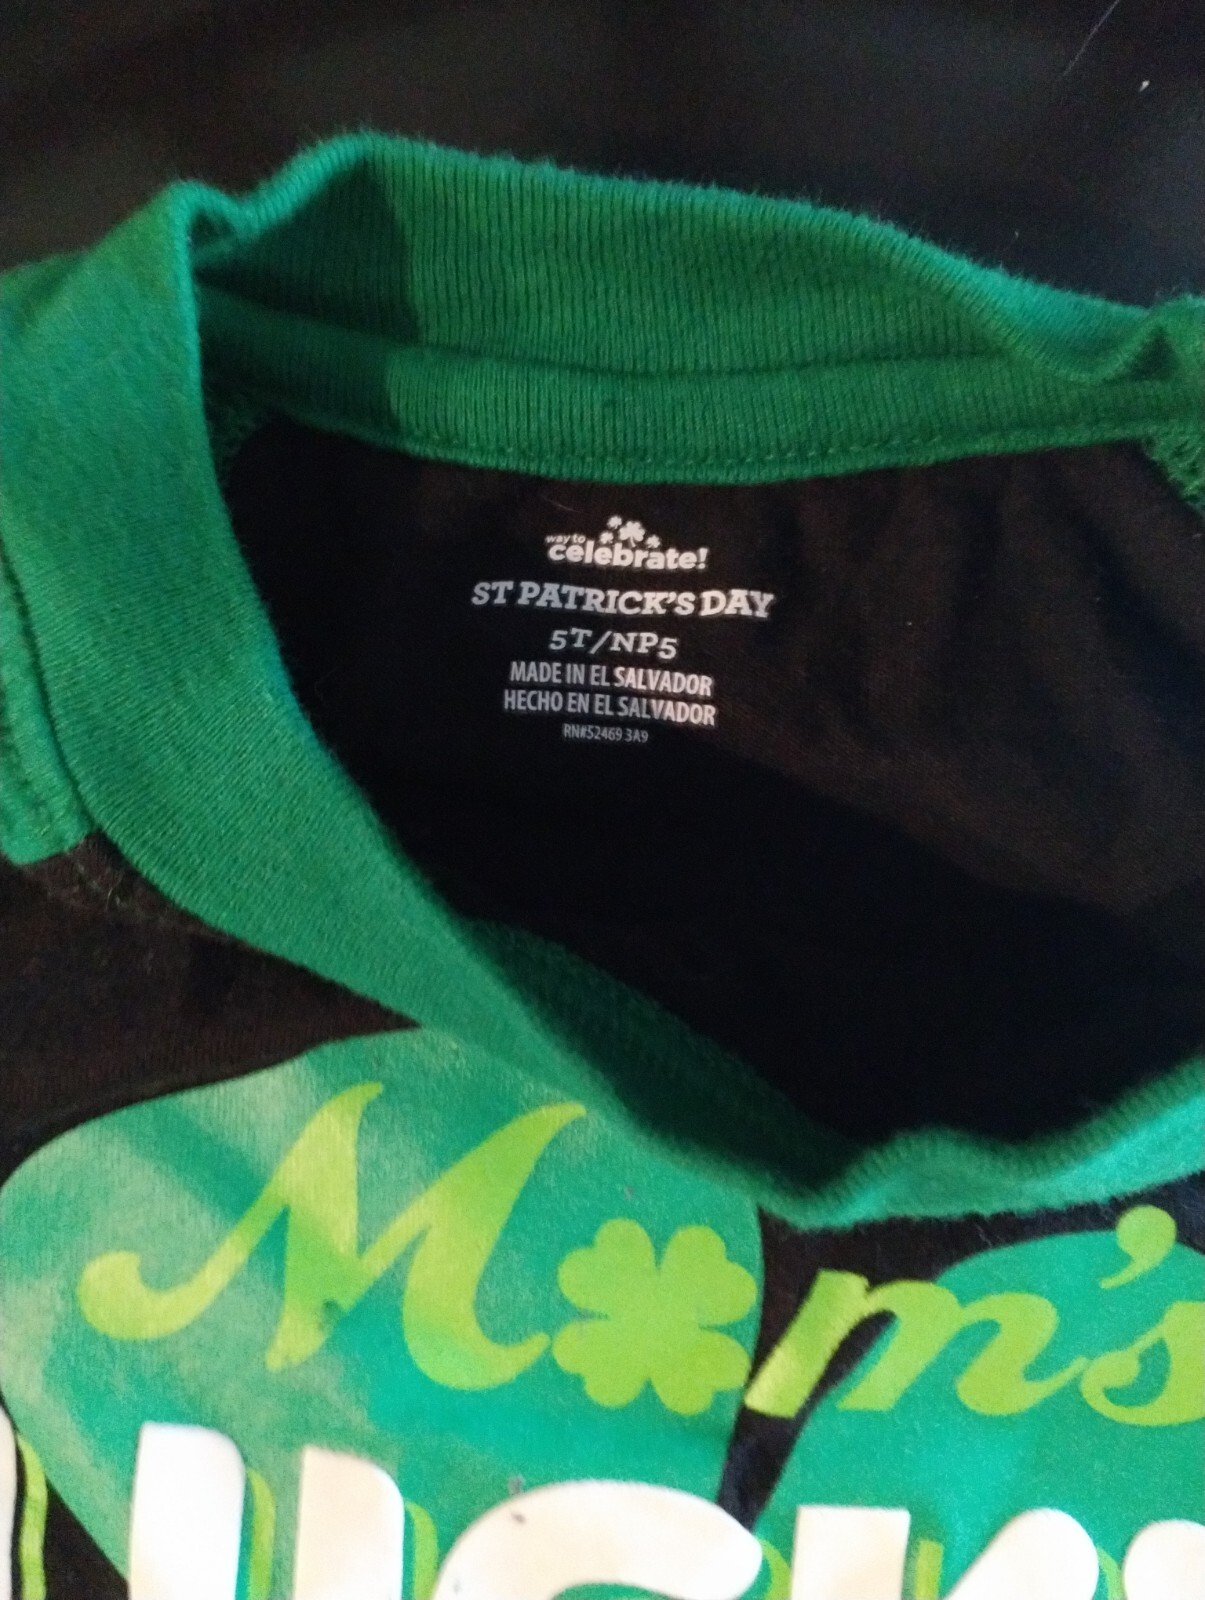 way to
celebrate!
ST PATRICK'S DAY
5T/NP5
MADE IN EL SALVADOR
HECHO EN EL SALVADOR
RN#52469 3A9
Mom's